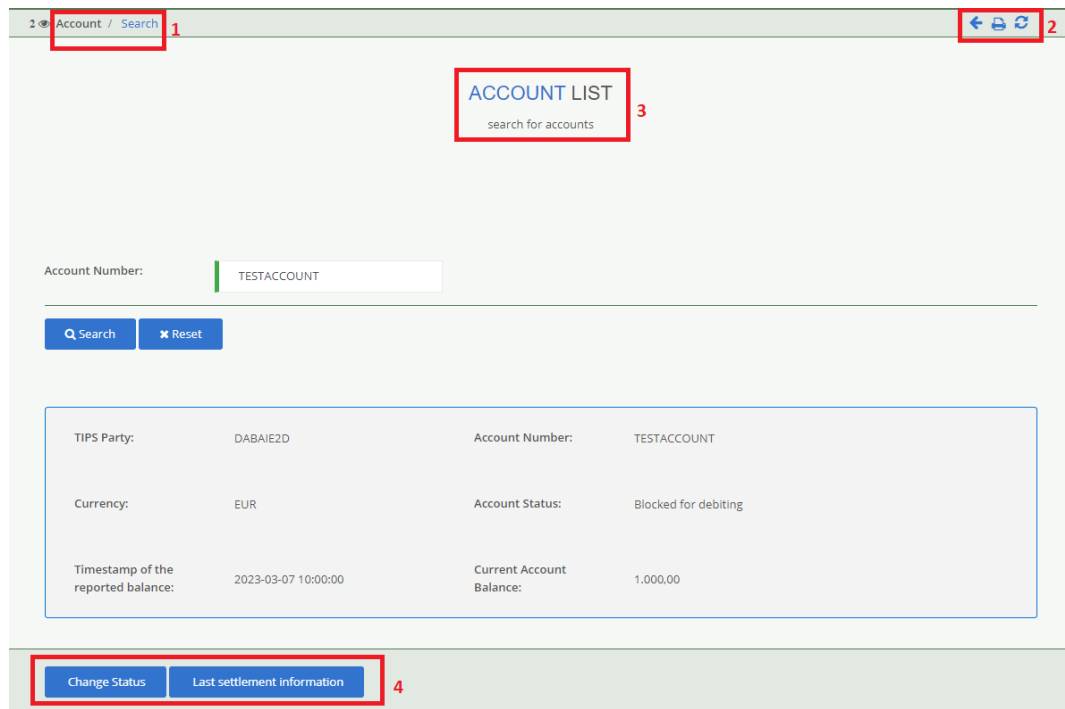 2 Account / Search 1
2
ACCOUNT LIST
search for accounts
3
Account Number: TESTACCOUNT
Search Reset
TIPS Party: DABAIE2D Account Number: TESTACCOUNT
Currency: EUR Account Status: Blocked for debiting
Timestamp of the reported balance: 2023-03-07 10:00:00 Current Account Balance: 1.000,00
Change Status Last settlement information 4